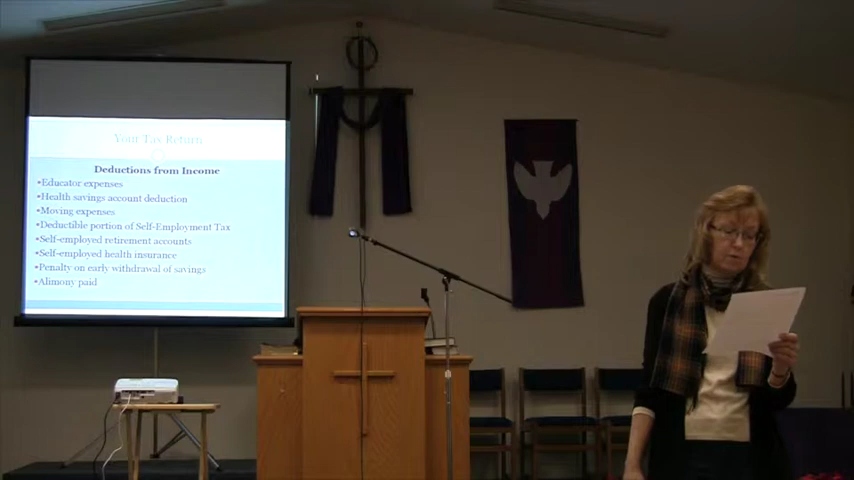 Your Tax Return
Deductions from Income
•Educator expenses
•Health savings account deduction
•Moving expenses
•Deductible portion of Self-Employment Tax
•Self-employed retirement accounts
•Self-employed health insurance
•Penalty on early withdrawal of savings
•Alimony paid